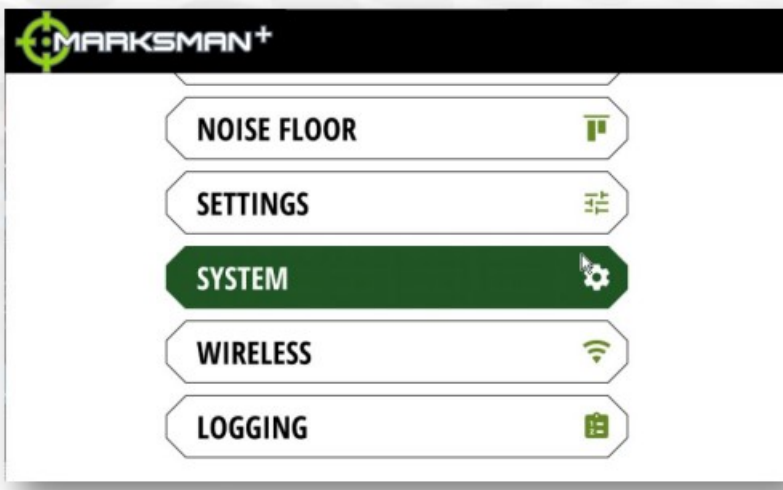 MARKSMAN+
NOISE FLOOR
SETTINGS
SYSTEM
WIRELESS
LOGGING